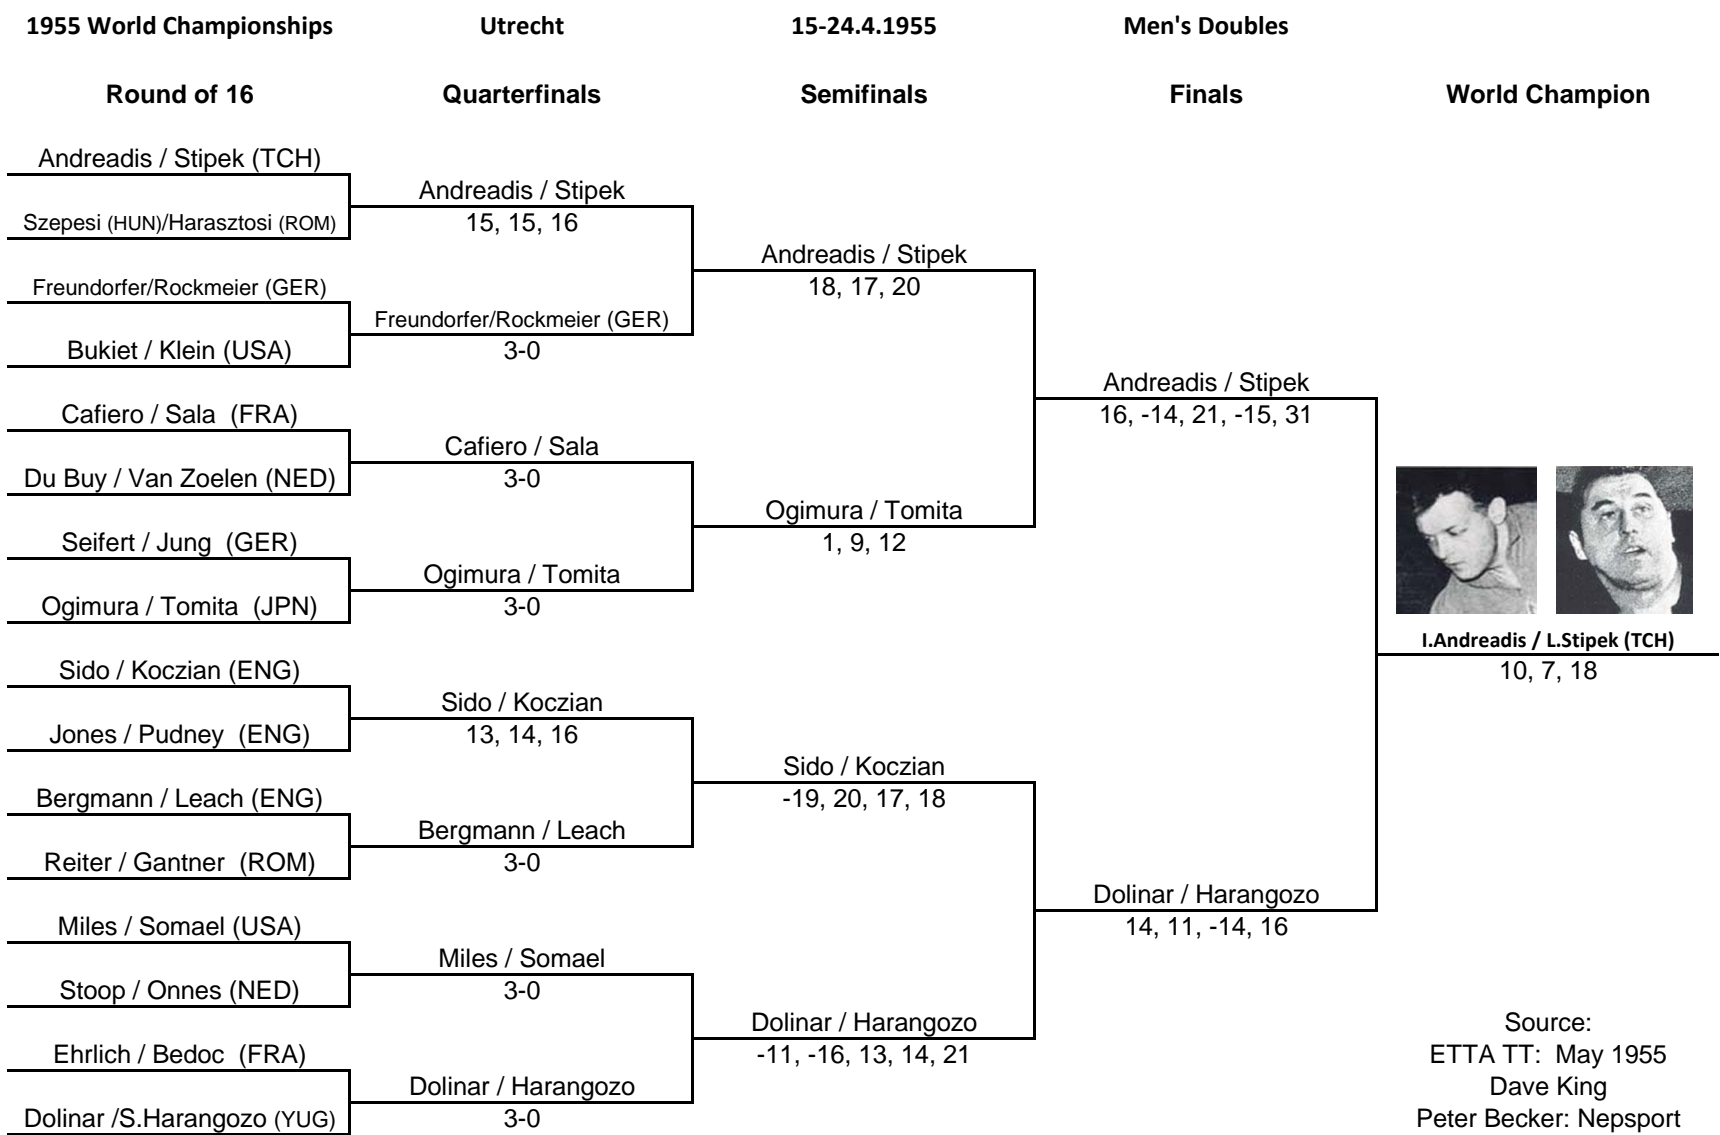 1955 World Championships Utrecht 15-24.4.1955 Men's Doubles
Round of 16 Quarterfinals Semifinals Finals World Champion
Andreadis / Stipek (TCH)
Szepesi (HUN)/Harasztosi (ROM)
Freundorfer/Rockmeier (GER)
Bukiet / Klein (USA)
Cafiero / Sala (FRA)
Du Buy / Van Zoelen (NED)
Seifert / Jung (GER)
Ogimura / Tomita (JPN)
Sido / Koczian (ENG)
Jones / Pudney (ENG)
Bergmann / Leach (ENG)
Reiter / Gantner (ROM)
Miles / Somael (USA)
Stoop / Onnes (NED)
Ehrlich / Bedoc (FRA)
Dolinar /S.Harangozo (YUG)
Andreadis / Stipek
15, 15, 16
Freundorfer/Rockmeier (GER)
3-0
Cafiero / Sala
3-0
Ogimura / Tomita
3-0
Sido / Koczian
13, 14, 16
Bergmann / Leach
3-0
Miles / Somael
3-0
Dolinar / Harangozo
3-0
Andreadis / Stipek
18, 17, 20
Ogimura / Tomita
1, 9, 12
Sido / Koczian
-19, 20, 17, 18
Dolinar / Harangozo
-11, -16, 13, 14, 21
Andreadis / Stipek
16, -14, 21, -15, 31
Dolinar / Harangozo
14, 11, -14, 16
I.Andreadis / L.Stipek (TCH)
10, 7, 18
Source:
ETTA TT: May 1955
Dave King
Peter Becker: Nepsport